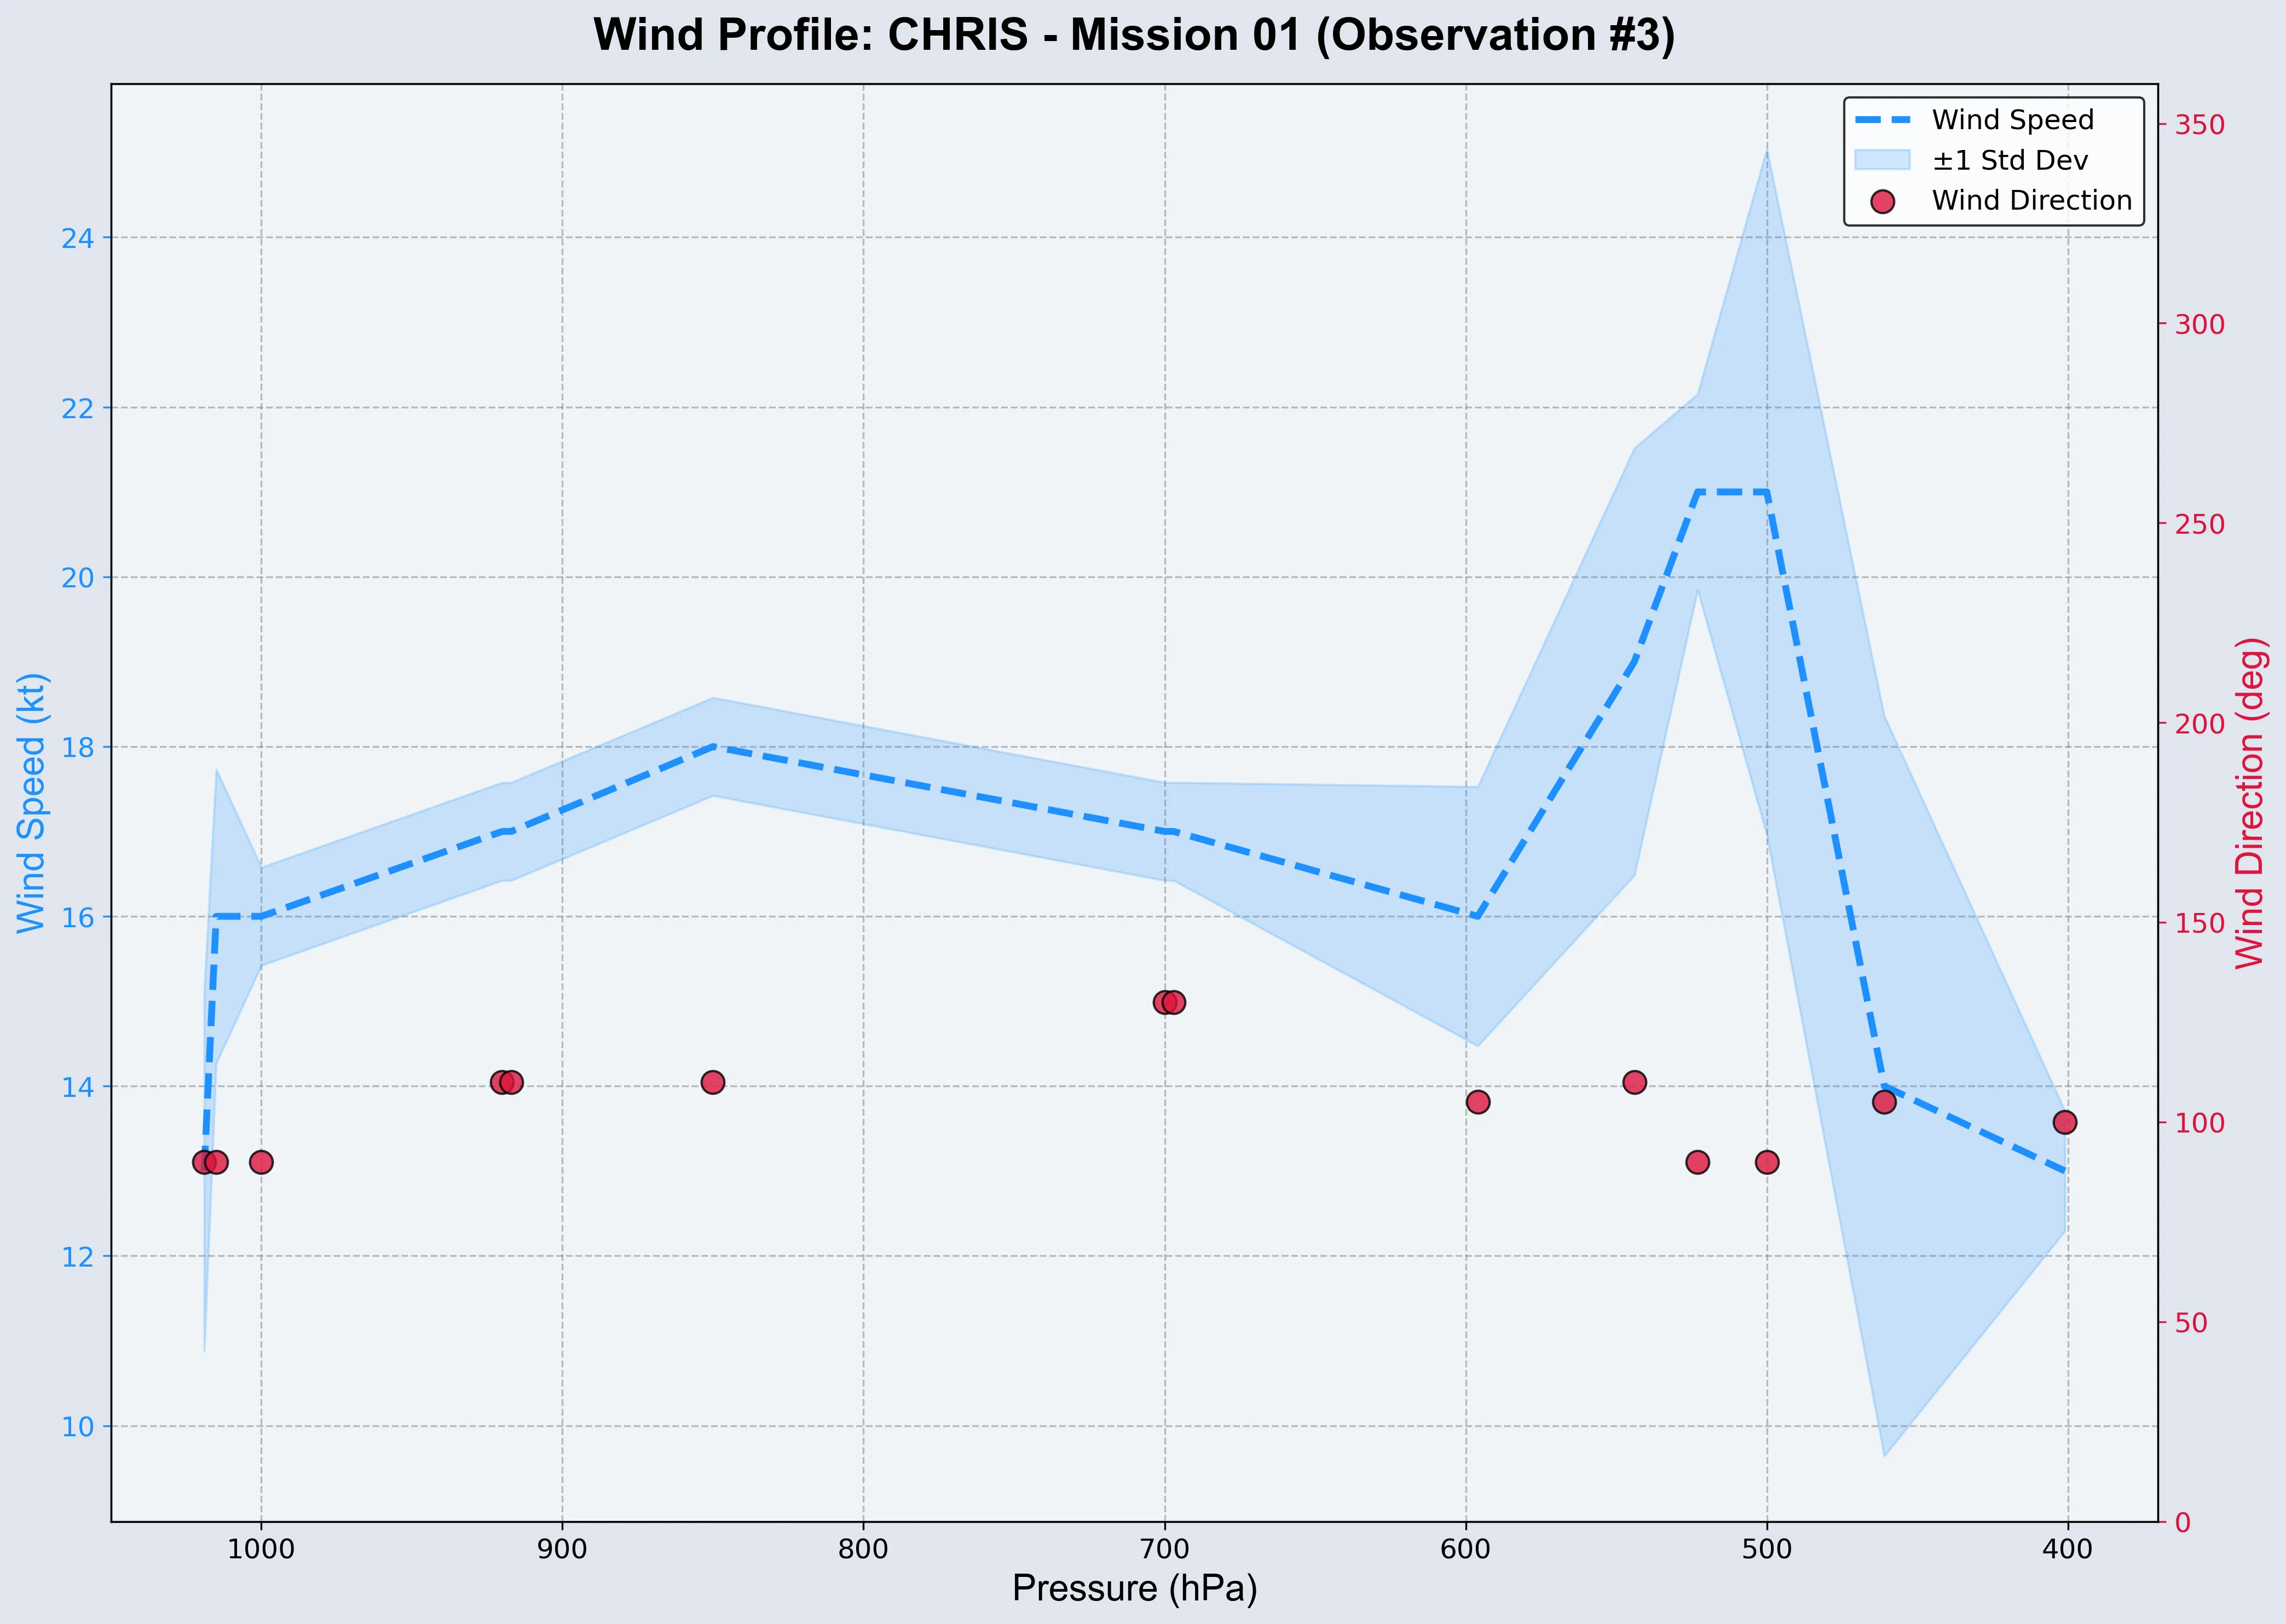 Wind Profile: CHRIS - Mission 01 (Observation #3)
Wind Speed
±1 Std Dev
Wind Direction
Wind Speed (kt)
24
22
20
18
16
14
12
10
350
300
250
200
150
100
50
0
Wind Direction (deg)
1000 900 800 700 600 500 400
Pressure (hPa)